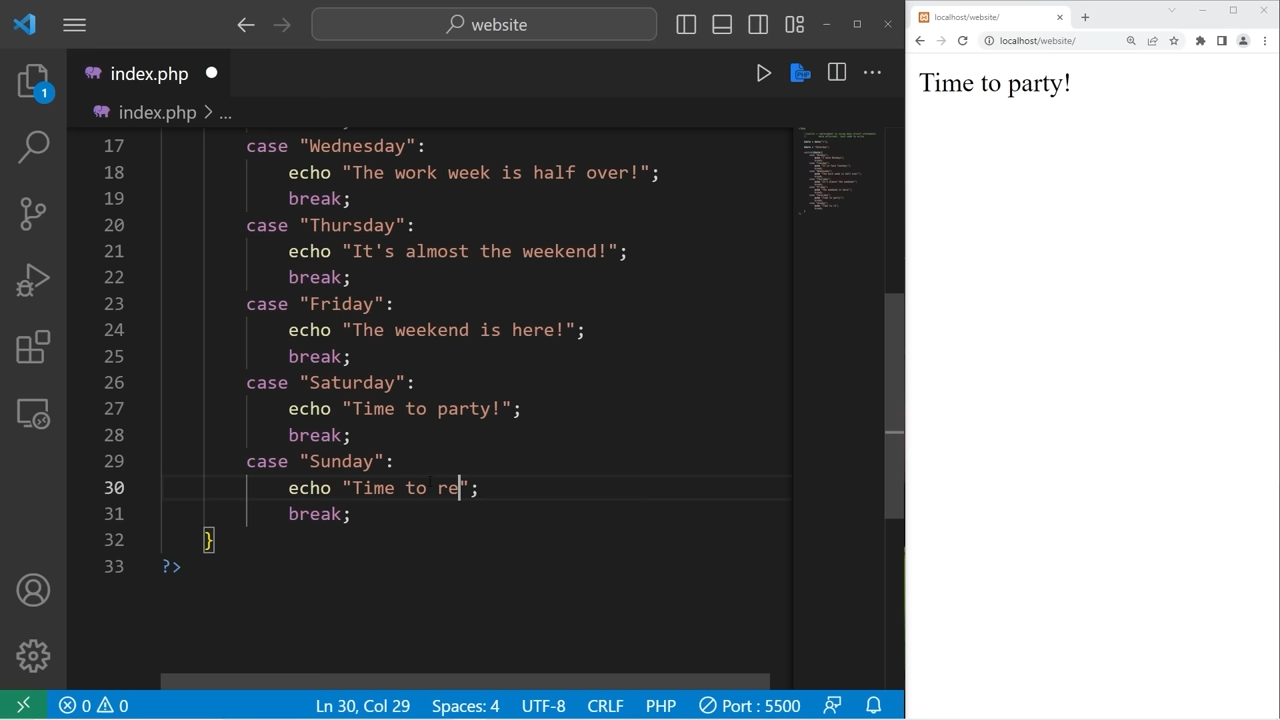 website
index.php
index.php > ...
17 case "Wednesday":
18 echo "The work week is half over!";
19 break;
20 case "Thursday":
21 echo "It's almost the weekend!";
22 break;
23 case "Friday":
24 echo "The weekend is here!";
25 break;
26 case "Saturday":
27 echo "Time to party!";
28 break;
29 case "Sunday":
30 echo "Time to re";
31 break;
32 }
33 ?>
1
PHP
0 0 Ln 30, Col 29 Spaces: 4 UTF-8 CRLF PHP Port : 5500
localhost/website/
localhost/website/
Time to party!